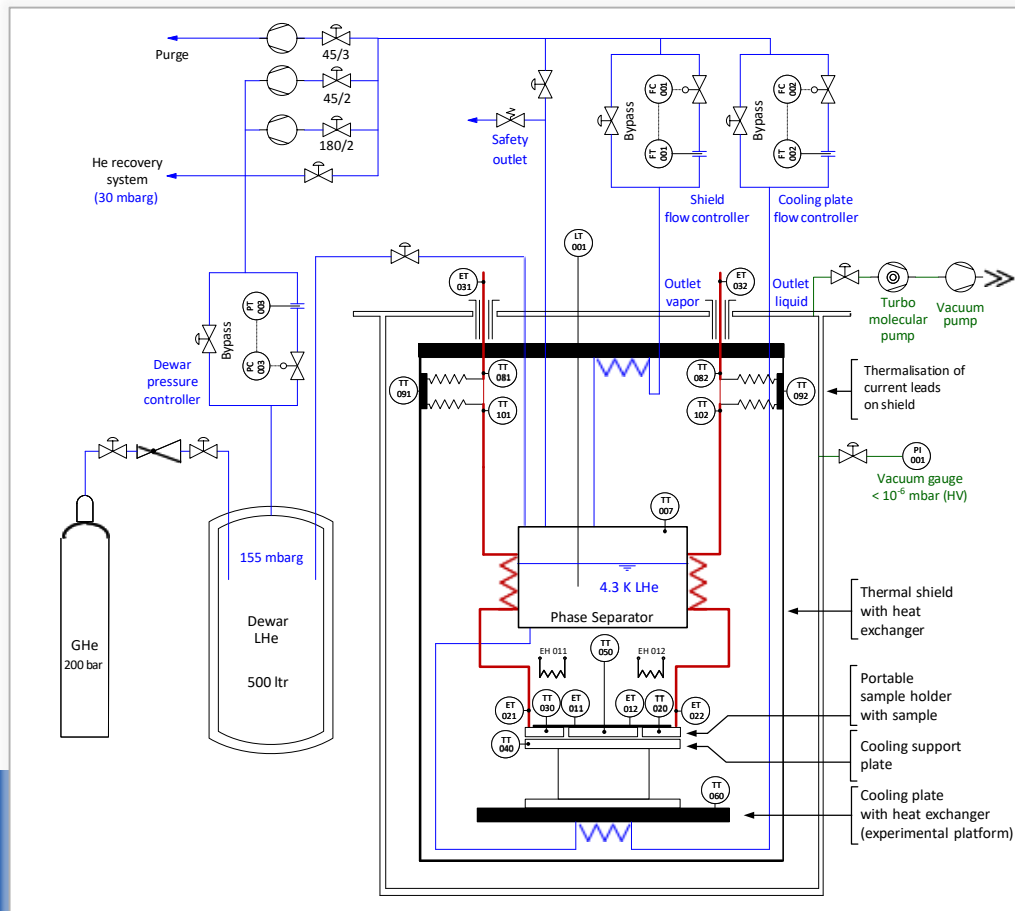 Purge
45/3
45/2
180/2
He recovery
system
(30 mbarg)
Safety
outlet
Bypass
FC
001
FT
001
Shield
flow controller
Bypass
FC
002
FT
002
Cooling plate
flow controller
LT
001
ET
031
ET
032
Outlet
vapor
Outlet
liquid
Turbo
molecular
pump
Vacuum
pump
Bypass
PT
003
PC
003
Dewar
pressure
controller
TT
081
TT
091
TT
101
TT
082
TT
092
TT
102
Thermalisation of
current leads
on shield
PI
001
Vacuum gauge
< 10-6 mbar (HV)
155 mbarg
Dewar
LHe
500 ltr
GHe
200 bar
TT
007
4.3 K LHe
Phase Separator
Thermal shield
with heat
exchanger
EH 011
TT
050
EH 012
ET
021
TT
030
ET
011
ET
012
TT
020
ET
022
TT
040
Portable
sample holder
with sample
Cooling support
plate
TT
060
Cooling plate
with heat exchanger
(experimental platform)